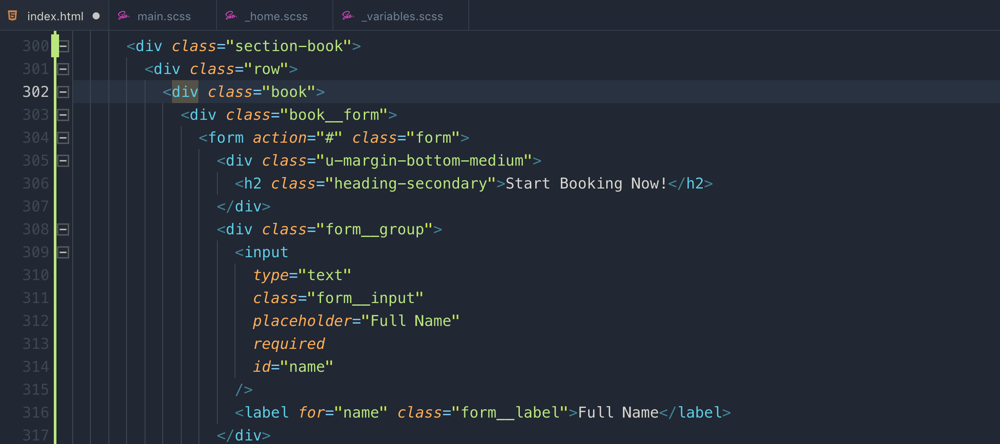 index.html
main.scss
_home.scss
_variables.scss
300 <div class="section-book">
301 <div class="row">
302 <div class="book">
303 <div class="book__form">
304 <form action="#" class="form">
305 <div class="u-margin-bottom-medium">
306 <h2 class="heading-secondary">Start Booking Now!</h2>
307 </div>
308 <div class="form__group">
309 <input
310 type="text"
311 class="form__input"
312 placeholder="Full Name"
313 required
314 id="name"
315 />
316 <label for="name" class="form__label">Full Name</label>
317 </div>